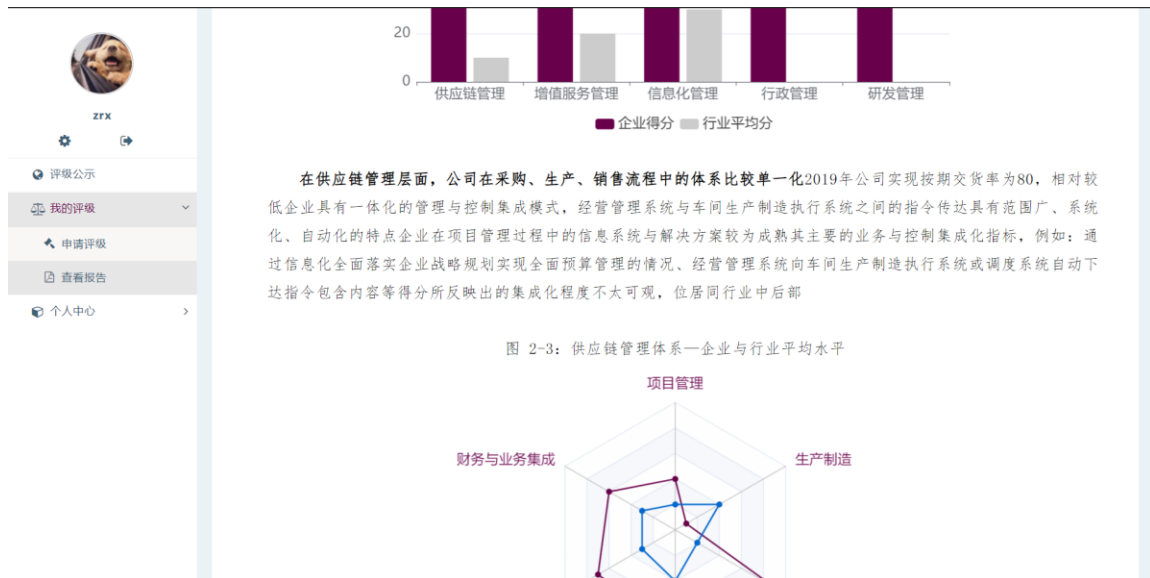 20
0
供应链管理 增值服务管理 信息化管理 行政管理 研发管理
企业得分 行业平均分
zrx
评级公示
我的评级
申请评级
查看报告
个人中心
在供应链管理层面，公司在采购、生产、销售流程中的体系比较单一化2019年公司实现按期交货率为80，相对较
低企业具有一体化的管理与控制集成模式，经营管理系统与车间生产制造执行系统之间的指令传达具有范围广、系统
化、自动化的特点企业在项目管理过程中的信息系统与解决方案较为成熟其主要的业务与控制集成化指标，例如：通
过信息化全面落实企业战略规划实现全面预算管理的情况、经营管理系统向车间生产制造执行系统或调度系统自动下
达指令包含内容等得分所反映出的集成化程度不太可观，位居同行业中后部
图 2-3：供应链管理体系—企业与行业平均水平
项目管理
财务与业务集成
生产制造